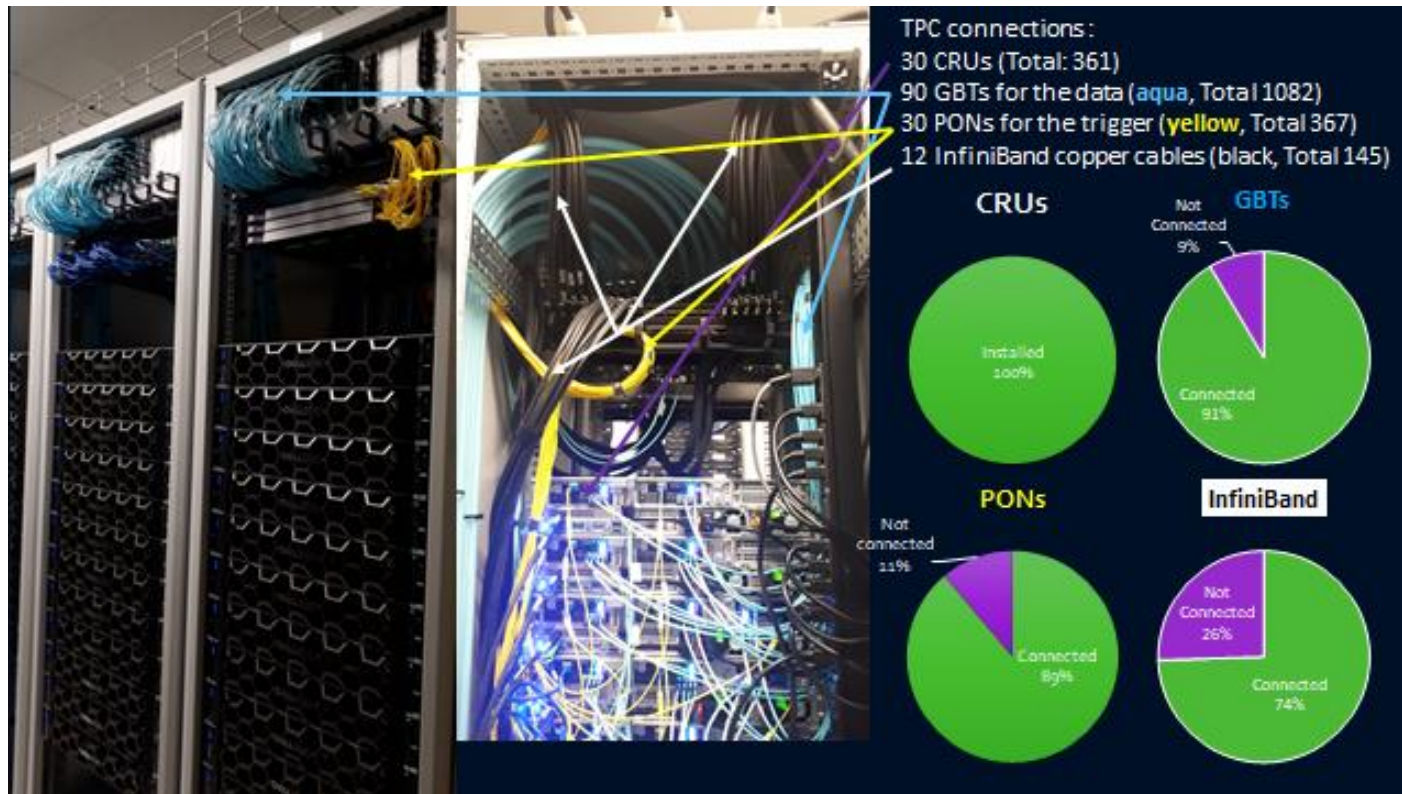 TPC connections:
30 CRUs (Total: 361)
90 GBTs for the data (aqua, Total 1082)
30 PONs for the trigger (yellow, Total 367)
12 InfiniBand copper cables (black, Total 145)
CRUs
Installed
100%
GBTs
Not
Connected
9%
Connected
91%
PONs
Not
connected
11%
Connected
89%
InfiniBand
Not
Connected
26%
Connected
74%